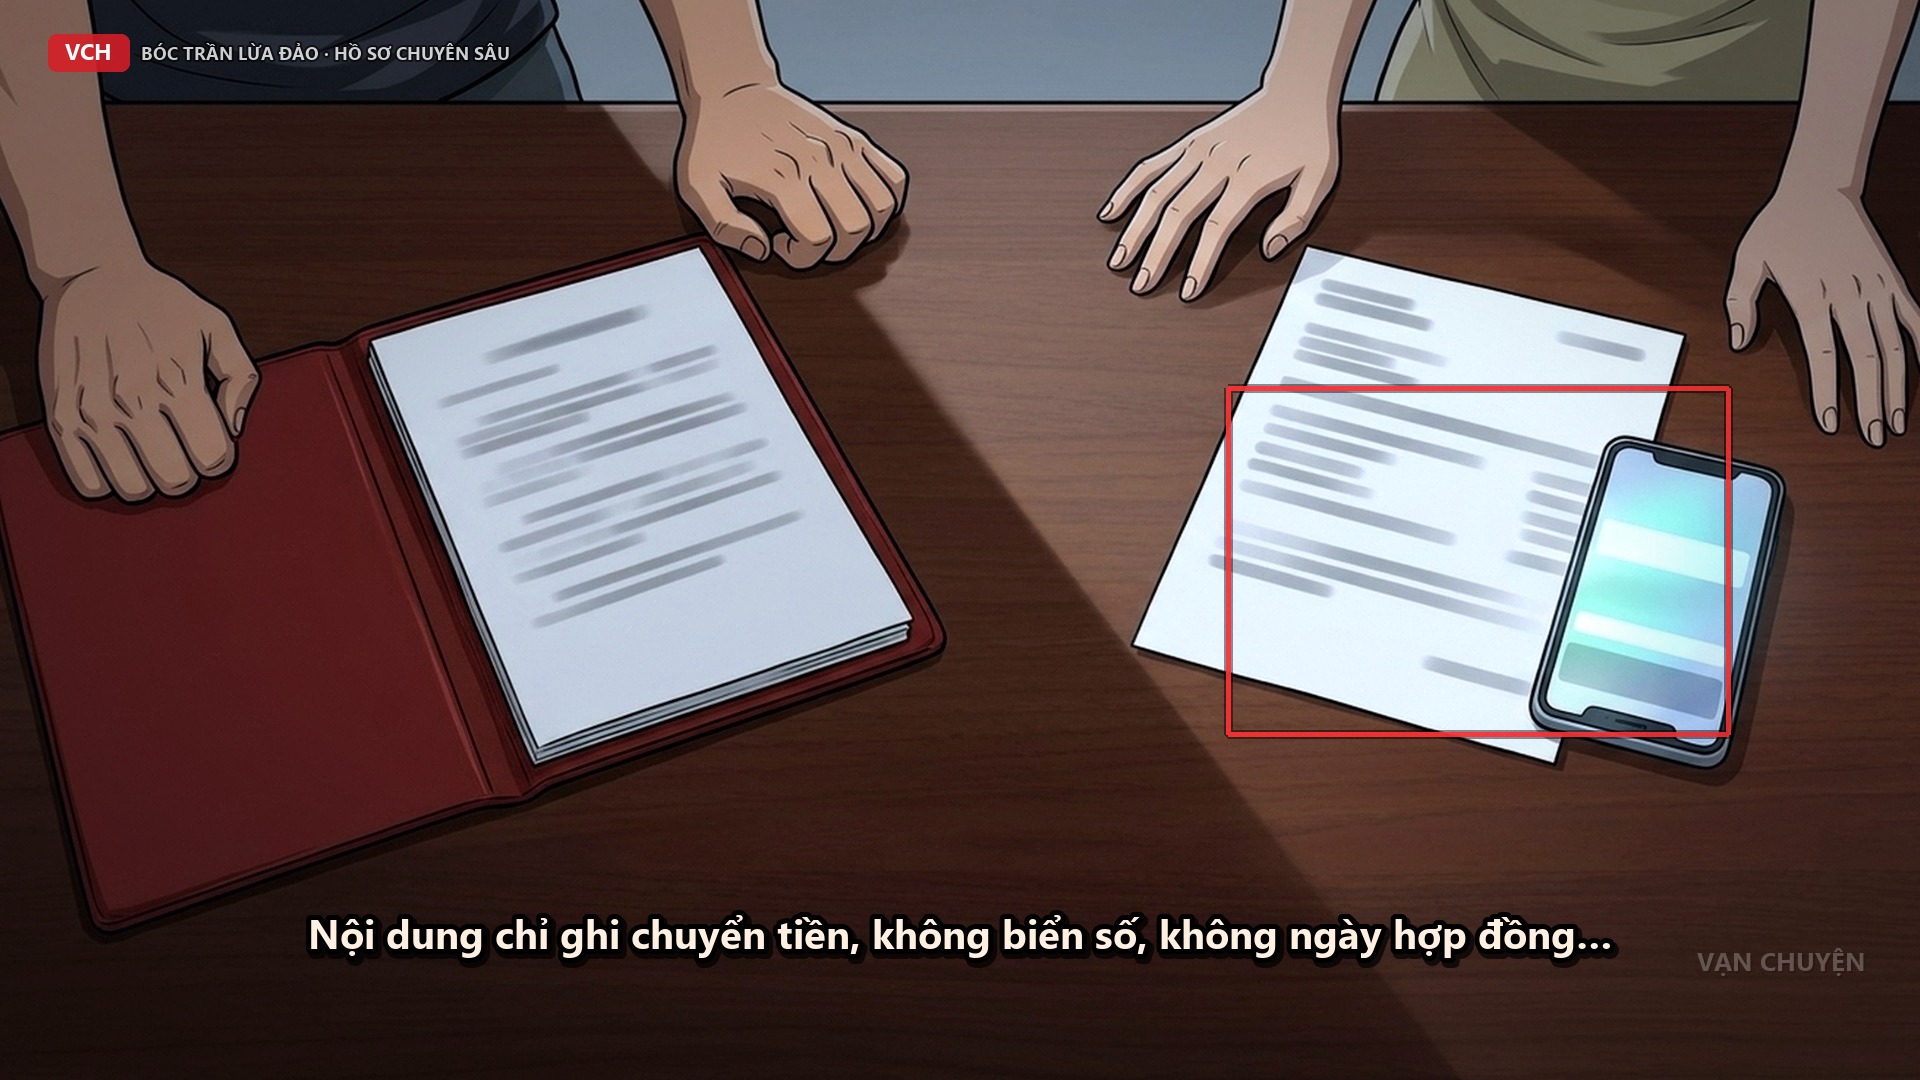 VCH BÓC TRẦN LỪA ĐẢO · HỒ SƠ CHUYÊN SÂU
Nội dung chỉ ghi chuyển tiền, không biển số, không ngày hợp đồng...
VẠN CHUYỆN